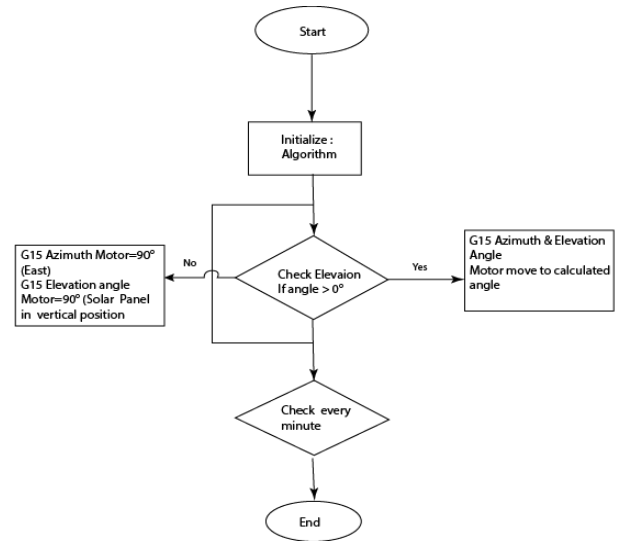 Start
Initialize :
Algorithm
G15 Azimuth Motor=90°
(East)
G15 Elevation angle
Motor=90° (Solar Panel
in vertical position
No
Check Elevaion
If angle > 0°
Yes
G15 Azimuth & Elevation
Angle
Motor move to calculated
angle
Check every
minute
End